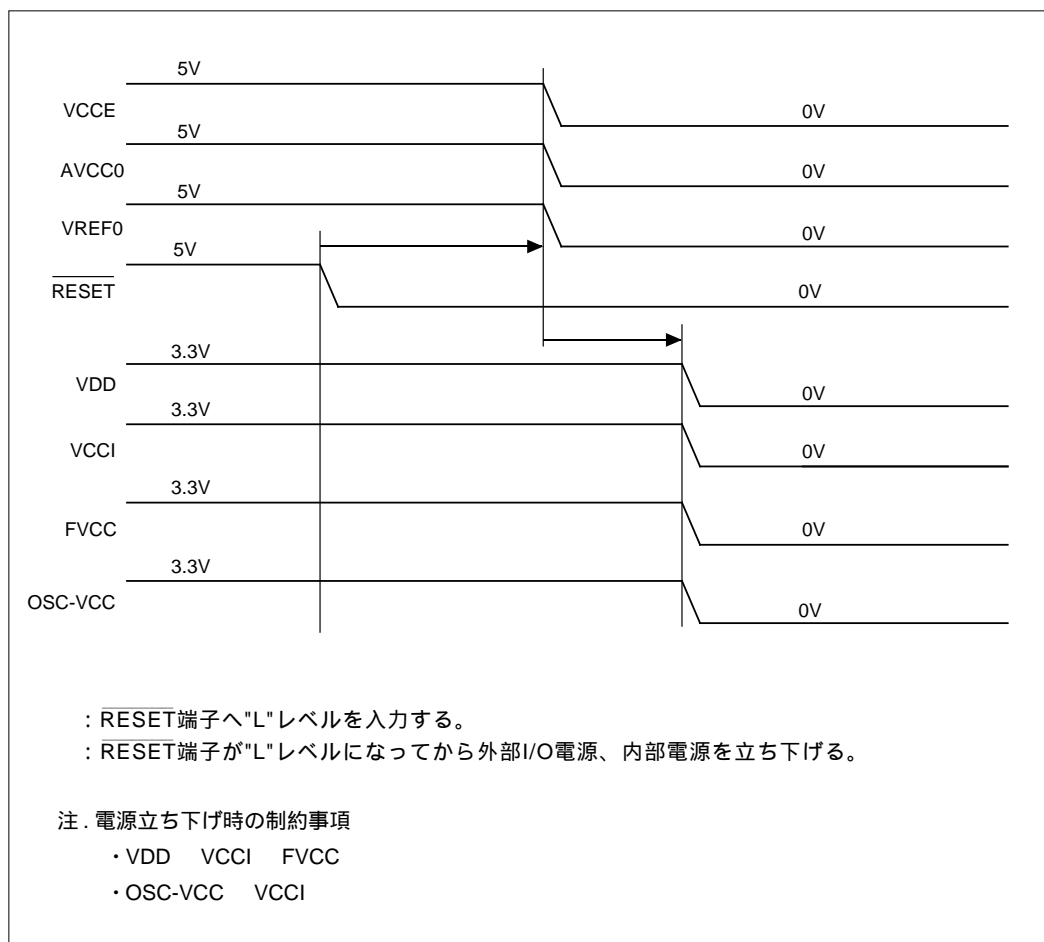 5V
VCCE
0V
5V
AVCC0
0V
5V
VREF0
0V
5V
RESET
0V
3.3V
VDD
0V
3.3V
VCCI
0V
3.3V
FVCC
0V
3.3V
OSC-VCC
0V
: RESET端子へ"L"レベルを入力する。
: RESET端子が"L"レベルになってから外部I/O電源、内部電源を立ち下げる。
注 . 電源立ち下げ時の制約事項
・VDD VCCI FVCC
・OSC-VCC VCCI